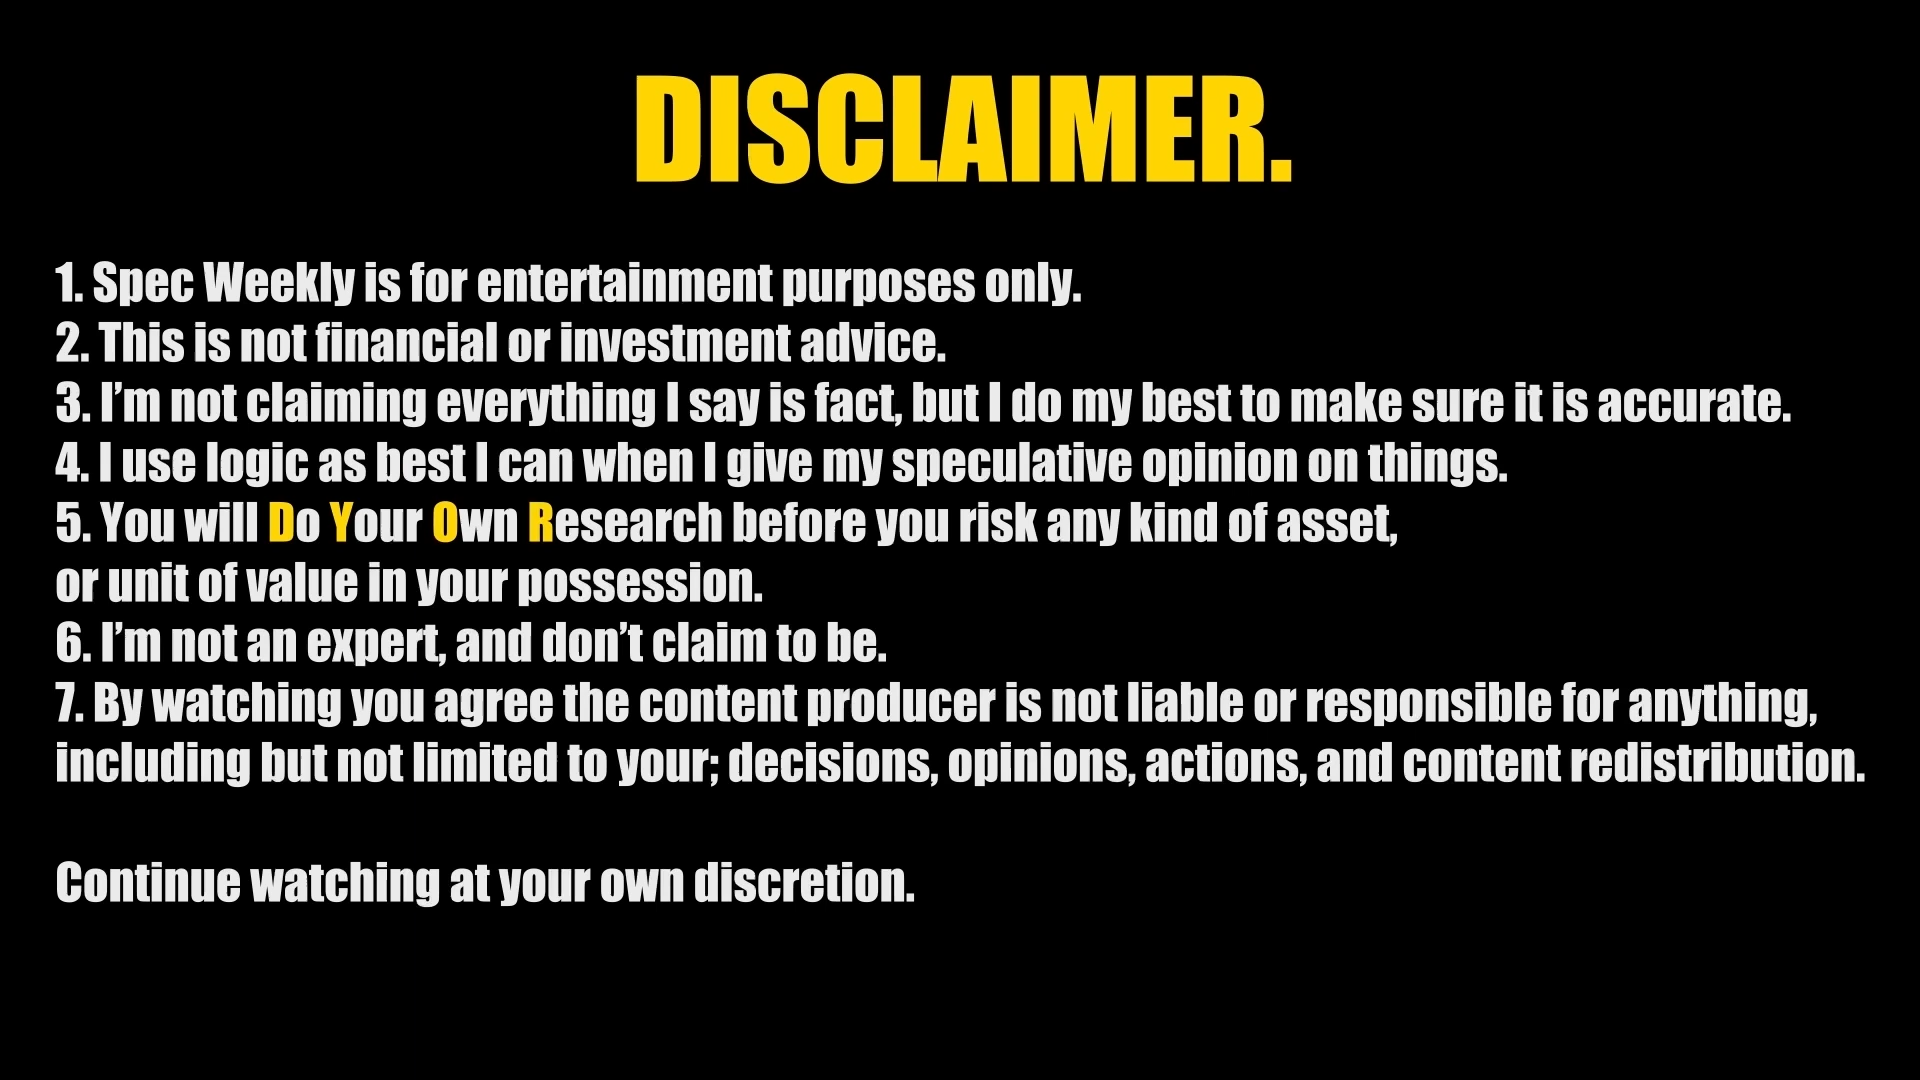 DISCLAIMER.
1. Spec Weekly is for entertainment purposes only.
2. This is not financial or investment advice.
3. I’m not claiming everything I say is fact, but I do my best to make sure it is accurate.
4. I use logic as best I can when I give my speculative opinion on things.
5. You will Do Your Own Research before you risk any kind of asset,
or unit of value in your possession.
6. I’m not an expert, and don’t claim to be.
7. By watching you agree the content producer is not liable or responsible for anything,
including but not limited to your; decisions, opinions, actions, and content redistribution.
Continue watching at your own discretion.